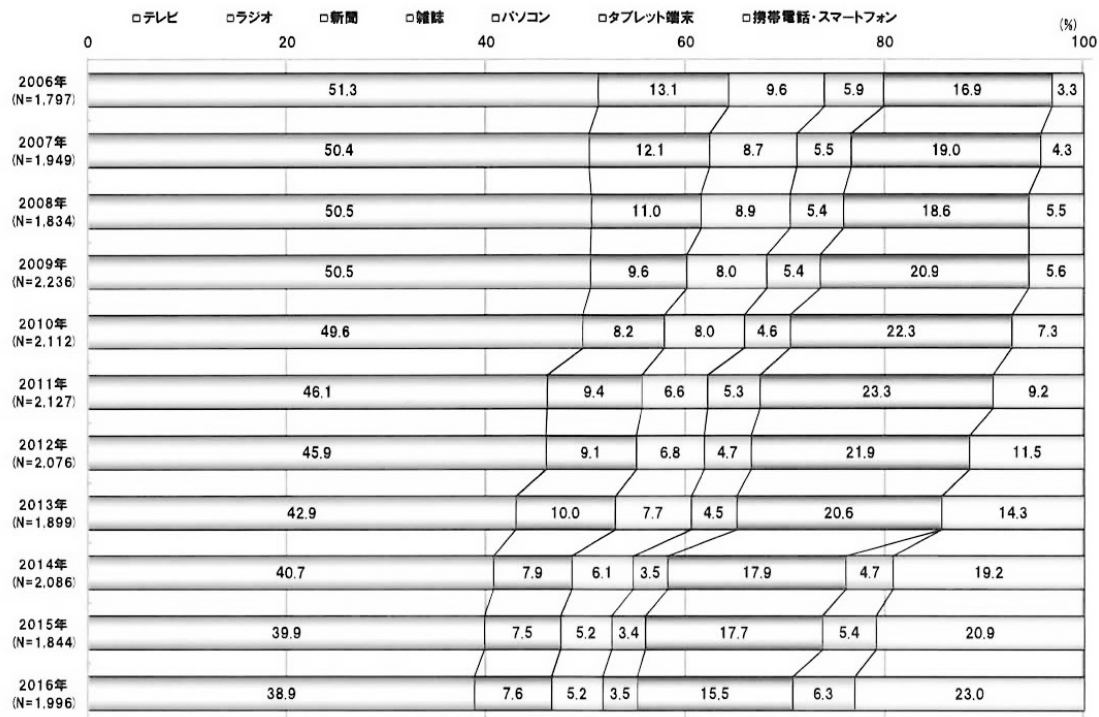 □テレビ □ラジオ □新聞 □雑誌 □パソコン □タブレット端末 □携帯電話・スマートフォン
(%)
0 20 40 60 80 100
2006年
(N=1,797)
51.3 13.1 9.6 5.9 16.9 3.3
2007年
(N=1,949)
50.4 12.1 8.7 5.5 19.0 4.3
2008年
(N=1,834)
50.5 11.0 8.9 5.4 18.6 5.5
2009年
(N=2,236)
50.5 9.6 8.0 5.4 20.9 5.6
2010年
(N=2,112)
49.6 8.2 8.0 4.6 22.3 7.3
2011年
(N=2,127)
46.1 9.4 6.6 5.3 23.3 9.2
2012年
(N=2,076)
45.9 9.1 6.8 4.7 21.9 11.5
2013年
(N=1,899)
42.9 10.0 7.7 4.5 20.6 14.3
2014年
(N=2,086)
40.7 7.9 6.1 3.5 17.9 4.7 19.2
2015年
(N=1,844)
39.9 7.5 5.2 3.4 17.7 5.4 20.9
2016年
(N=1,996)
38.9 7.6 5.2 3.5 15.5 6.3 23.0